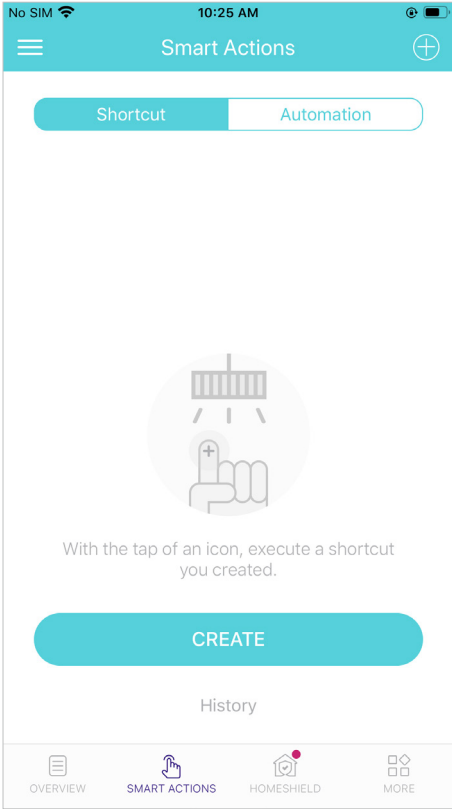 No SIM 10:25 AM
Smart Actions
Shortcut Automation
With the tap of an icon, execute a shortcut
you created.
CREATE
History
OVERVIEW SMART ACTIONS HOMESHIELD MORE